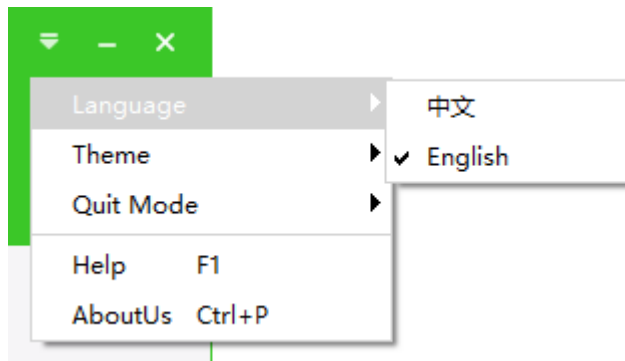 Language
中文
Theme
English
Quit Mode
Help F1
AboutUs Ctrl+P